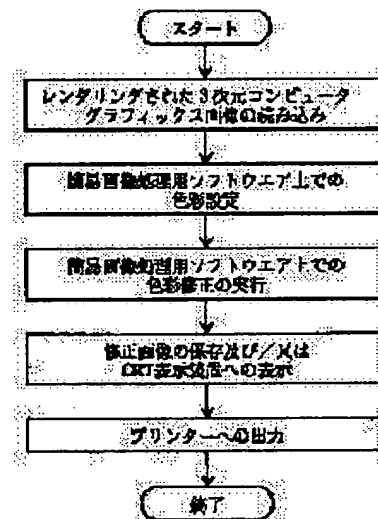 スタート
レンダリングされた3次元コンピュータ
グラフィックス画像の読み込み
簡易画像処理用ソフトウエア上での
色彩設定
簡易画像処理用ソフトウエア上での
色彩修正の実行
修正画像の保存及び/又は
CRT表示装置への表示
プリンターへの出力
終了